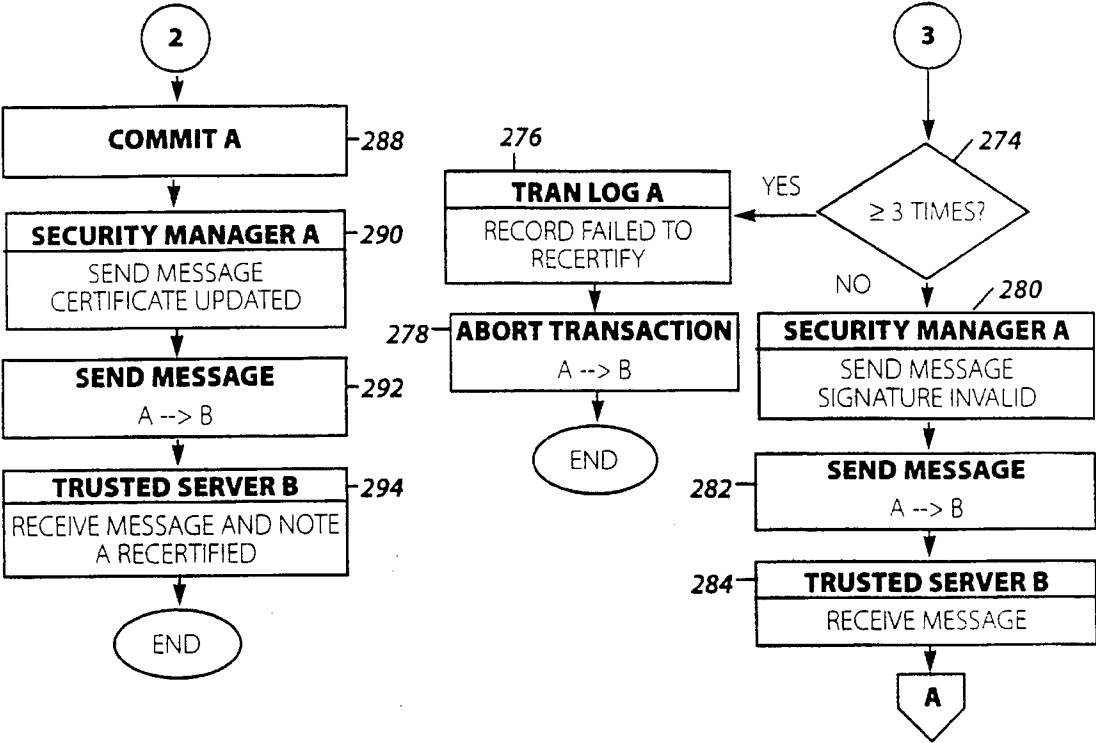 2
COMMIT A
288
SECURITY MANAGER A
290
SEND MESSAGE
CERTIFICATE UPDATED
SEND MESSAGE
292
A --> B
TRUSTED SERVER B
294
RECEIVE MESSAGE AND NOTE
A RECERTIFIED
END
276
TRAN LOG A
RECORD FAILED TO
RECERTIFY
278
ABORT TRANSACTION
A --> B
END
3
274
YES
≥ 3 TIMES?
NO
280
SECURITY MANAGER A
SEND MESSAGE
SIGNATURE INVALID
SEND MESSAGE
282
A --> B
284
TRUSTED SERVER B
RECEIVE MESSAGE
A